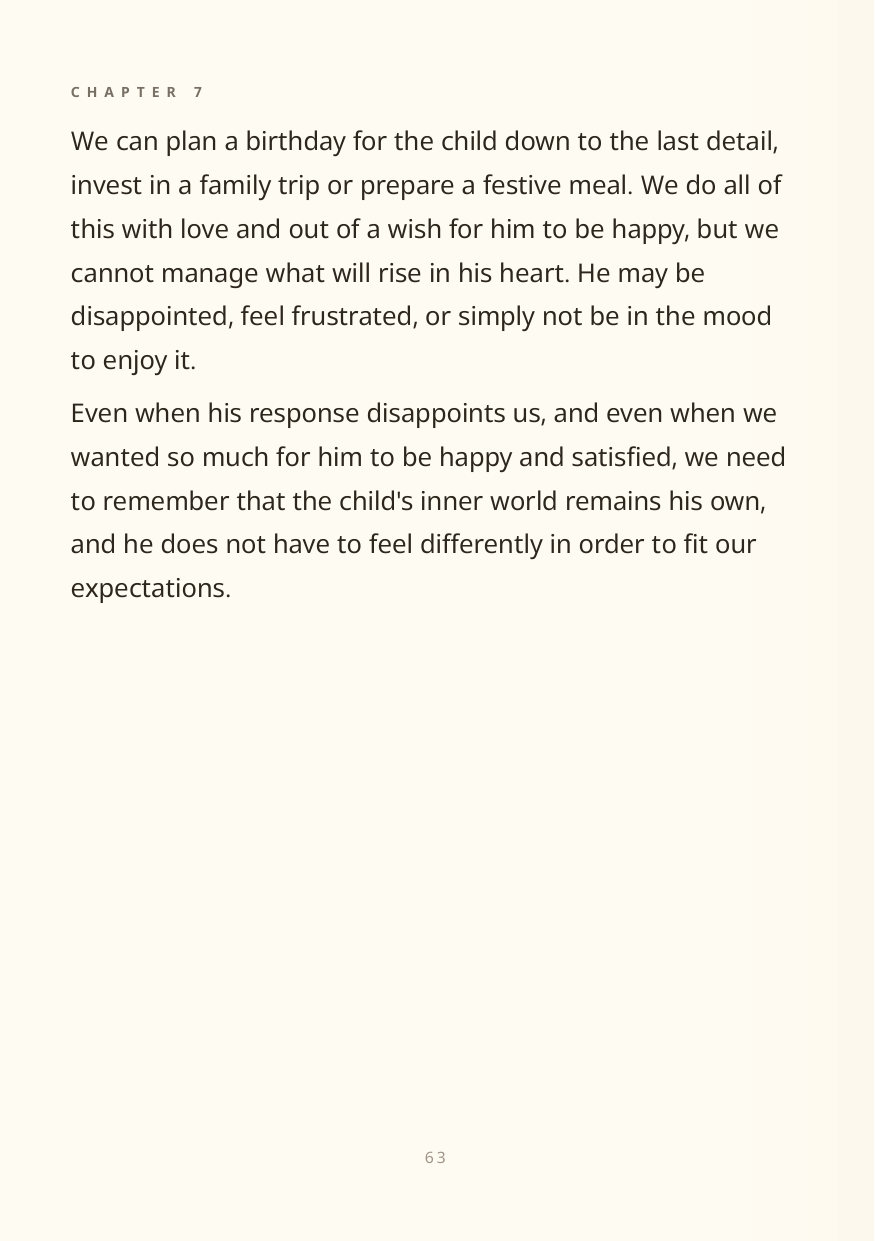 CHAPTER 7
We can plan a birthday for the child down to the last detail,
invest in a family trip or prepare a festive meal. We do all of
this with love and out of a wish for him to be happy, but we
cannot manage what will rise in his heart. He may be
disappointed, feel frustrated, or simply not be in the mood
to enjoy it.
Even when his response disappoints us, and even when we
wanted so much for him to be happy and satisfied, we need
to remember that the child's inner world remains his own,
and he does not have to feel differently in order to fit our
expectations.
63